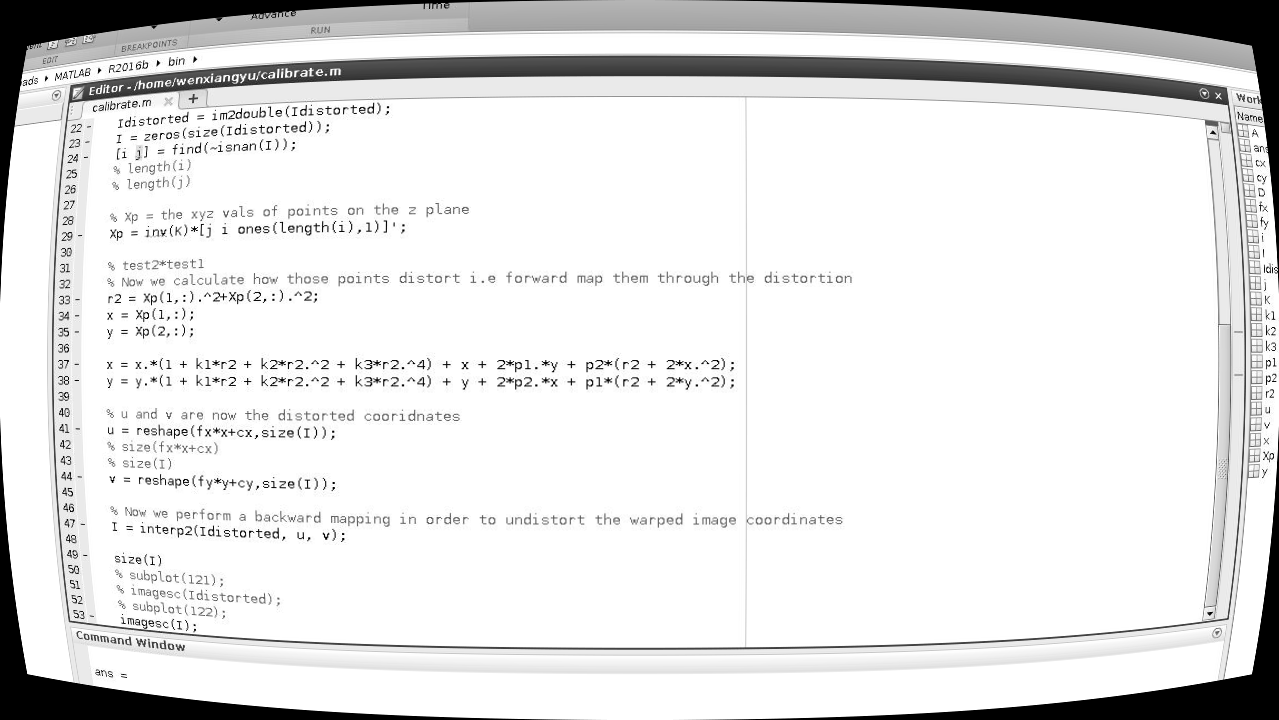 Advance
Time
BREAKPOINTS
RUN
EDIT
ads ▸ MATLAB ▸ R2016b ▸ bin ▸
Editor - /home/wenxiangyu/calibrate.m
calibrate.m × +
22 - Idistorted = im2double(Idistorted);
23 - I = zeros(size(Idistorted));
24 - [i j] = find(~isnan(I));
25 % length(i)
26 % length(j)
27
28 % Xp = the xyz vals of points on the z plane
29 - Xp = inv(K)*[j i ones(length(i),1)]';
30
31 % test2*test1
32 % Now we calculate how those points distort i.e forward map them through the distortion
33 - r2 = Xp(1,:).^2+Xp(2,:).^2;
34 - x = Xp(1,:);
35 - y = Xp(2,:);
36
37 - x = x.*(1 + k1*r2 + k2*r2.^2 + k3*r2.^4) + x + 2*p1.*y + p2*(r2 + 2*x.^2);
38 - y = y.*(1 + k1*r2 + k2*r2.^2 + k3*r2.^4) + y + 2*p2.*x + p1*(r2 + 2*y.^2);
39
40 % u and v are now the distorted cooridnates
41 - u = reshape(fx*x+cx,size(I));
42 % size(fx*x+cx)
43 % size(I)
44 - v = reshape(fy*y+cy,size(I));
45
46 % Now we perform a backward mapping in order to undistort the warped image coordinates
47 - I = interp2(Idistorted, u, v);
48
49 - size(I)
50 % subplot(121);
51 % imagesc(Idistorted);
52 % subplot(122);
53 - imagesc(I);
Command Window
ans =
Work
Name
A
ans
cx
cy
D
fx
fy
i
I
Idis
j
K
k1
k2
k3
p1
p2
r2
u
v
x
Xp
y